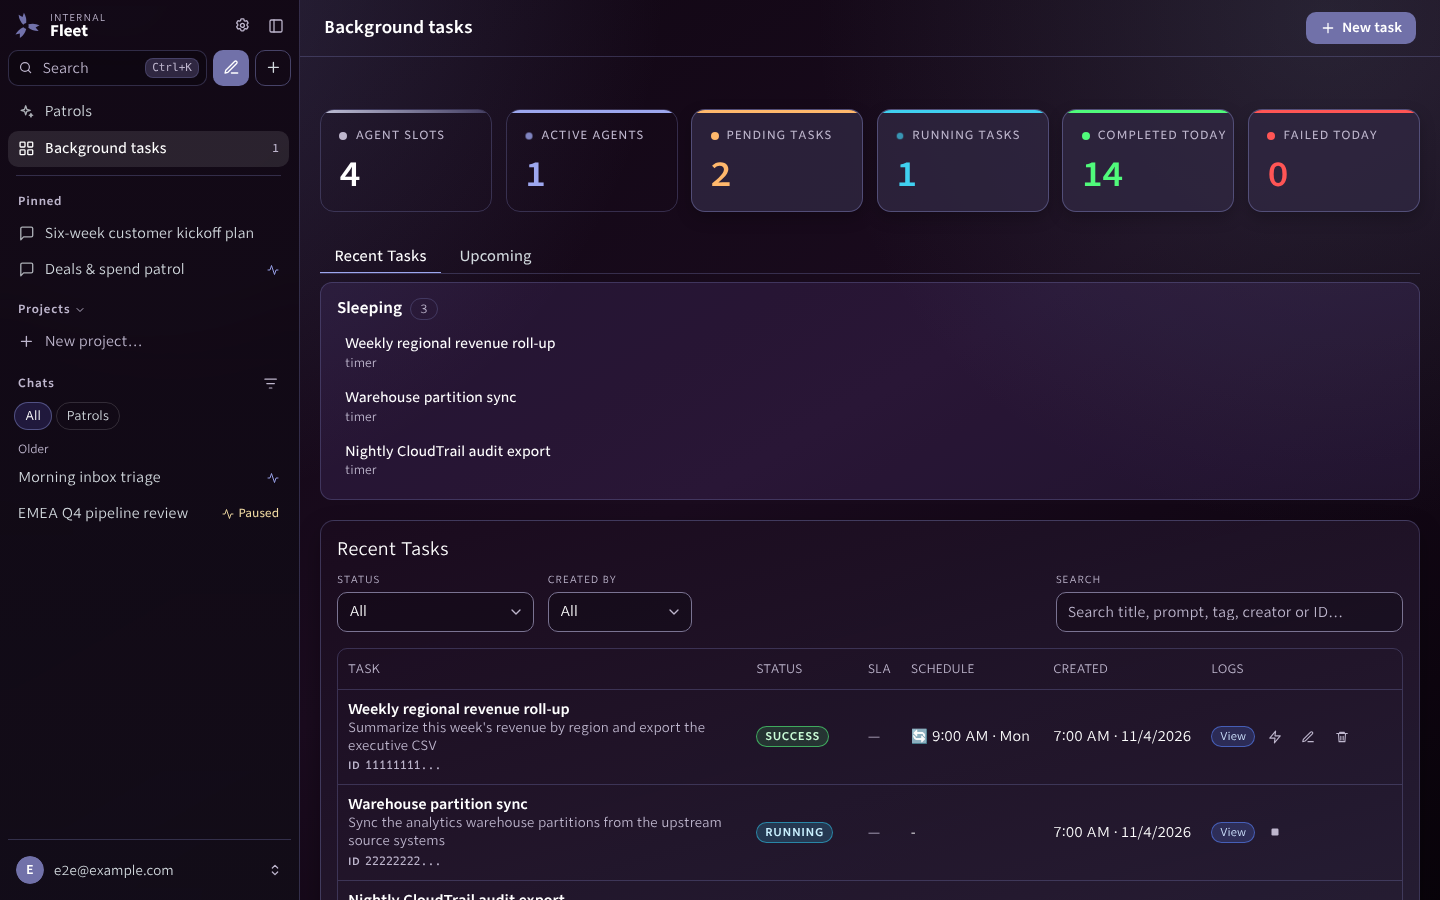 INTERNAL
Fleet
Search Ctrl+K
Patrols
Background tasks 1
Pinned
Six-week customer kickoff plan
Deals & spend patrol
Projects
New project…
Chats
All Patrols
Older
Morning inbox triage
EMEA Q4 pipeline review Paused
E e2e@example.com
Background tasks
New task
AGENT SLOTS
4
ACTIVE AGENTS
1
PENDING TASKS
2
RUNNING TASKS
1
COMPLETED TODAY
14
FAILED TODAY
0
Recent Tasks Upcoming
Sleeping 3
Weekly regional revenue roll-up
timer
Warehouse partition sync
timer
Nightly CloudTrail audit export
timer
Recent Tasks
STATUS CREATED BY SEARCH
All All Search title, prompt, tag, creator or ID…
TASK STATUS SLA SCHEDULE CREATED LOGS
Weekly regional revenue roll-up
Summarize this week's revenue by region and export the
executive CSV
ID 11111111...
SUCCESS — 🔄 9:00 AM · Mon 7:00 AM · 11/4/2026 View
Warehouse partition sync
Sync the analytics warehouse partitions from the upstream
source systems
ID 22222222...
RUNNING — - 7:00 AM · 11/4/2026 View
Nightly CloudTrail audit export